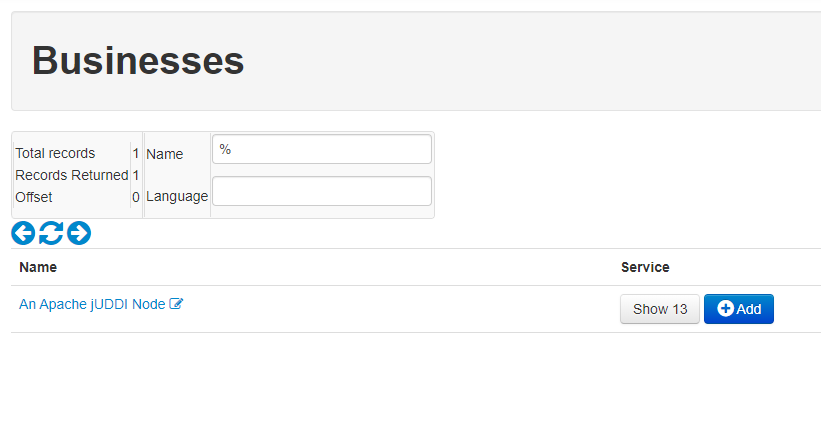 Businesses
Total records 1
Records Returned 1
Offset 0
Name %
Language
Name Service
An Apache jUDDI Node Show 13 Add